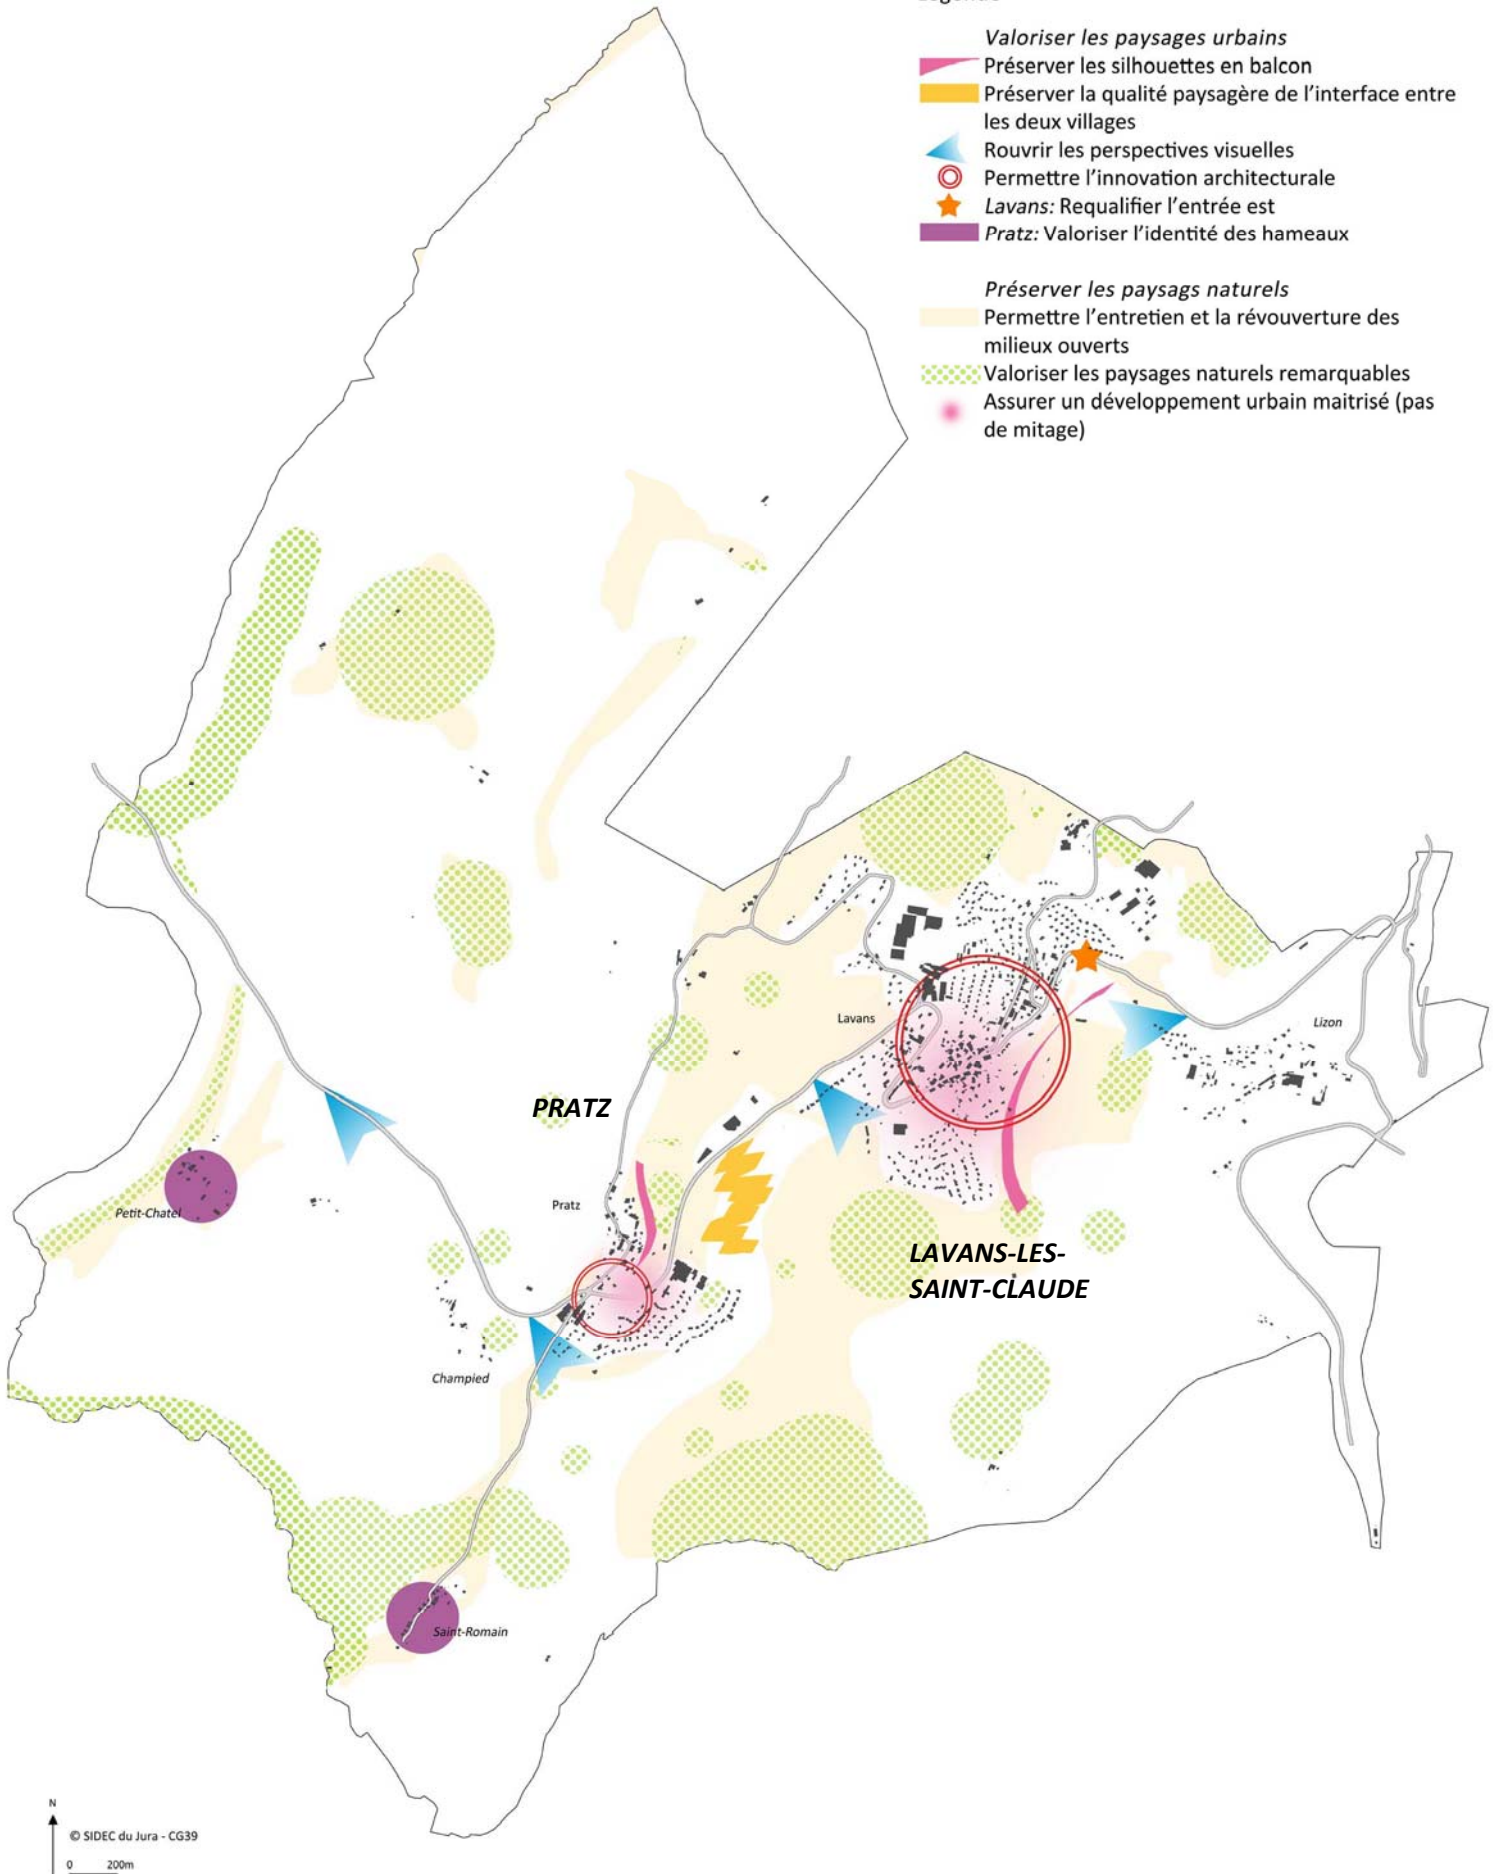 Légende
Valoriser les paysages urbains
Préserver les silhouettes en balcon
Préserver la qualité paysagère de l'interface entre
les deux villages
Rouvrir les perspectives visuelles
Permettre l'innovation architecturale
Lavans: Requalifier l'entrée est
Pratz: Valoriser l'identité des hameaux
Préserver les paysags naturels
Permettre l'entretien et la révouverture des
milieux ouverts
Valoriser les paysages naturels remarquables
Assurer un développement urbain maitrisé (pas
de mitage)
Lavans
Lizon
PRATZ
Pratz
Petit-Chatel
LAVANS-LES-
SAINT-CLAUDE
Champied
Saint-Romain
N
© SIDEC du Jura - CG39
0 200m